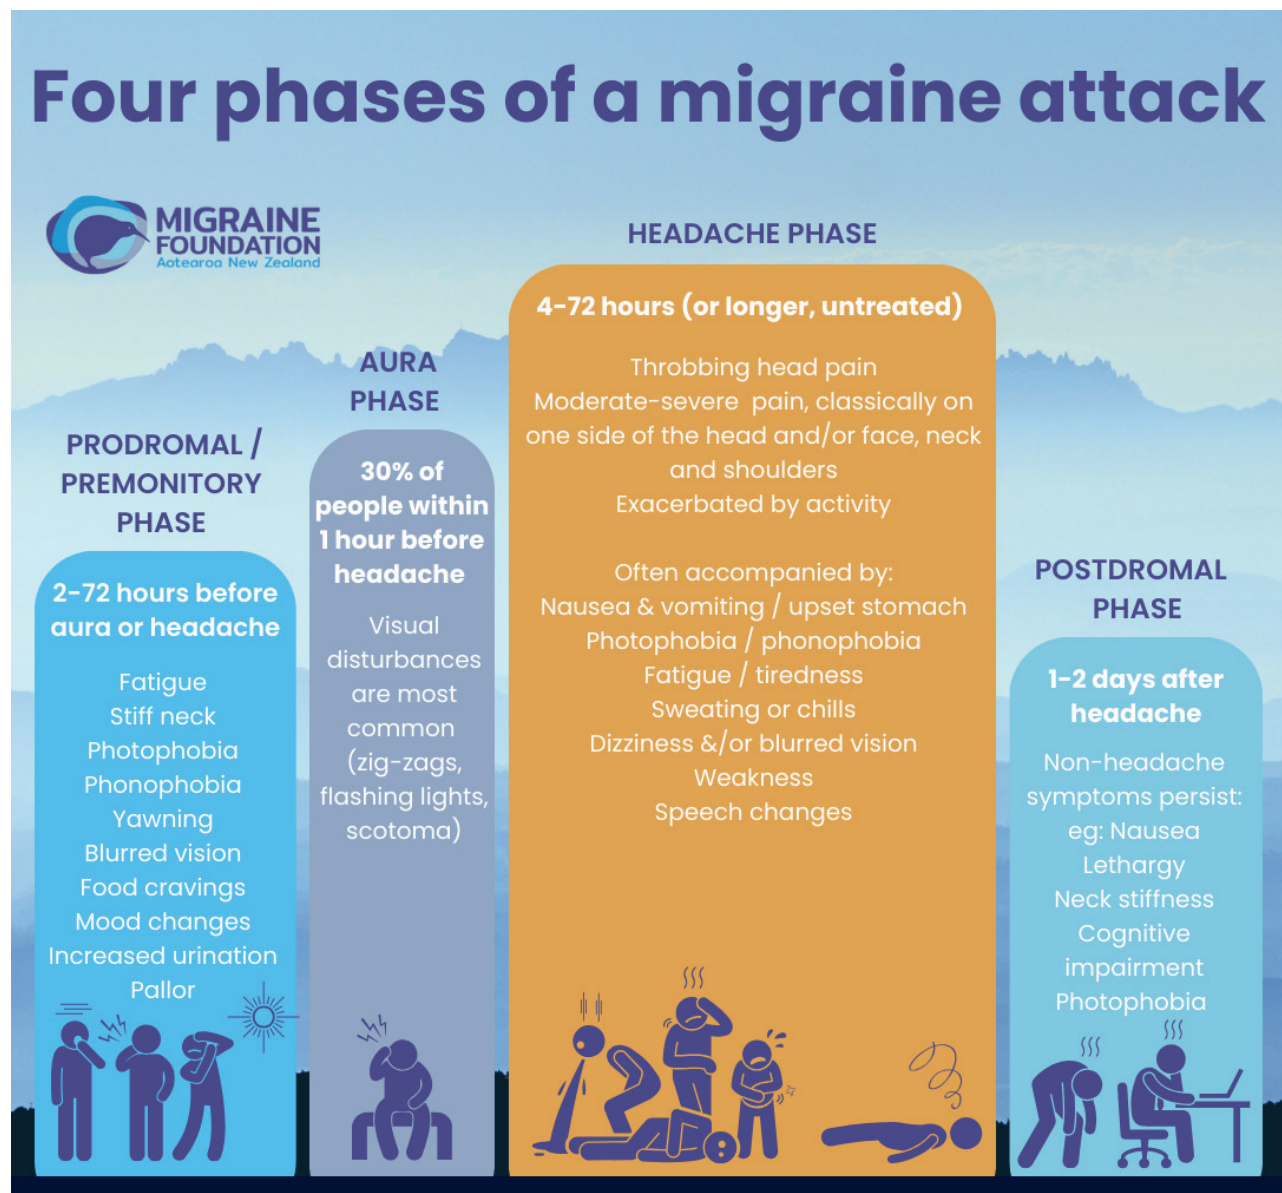 Four phases of a migraine attack
MIGRAINE
FOUNDATION
Aotearoa New Zealand
PRODROMAL /
PREMONITORY
PHASE
2-72 hours before
aura or headache
Fatigue
Stiff neck
Photophobia
Phonophobia
Yawning
Blurred vision
Food cravings
Mood changes
Increased urination
Pallor
AURA
PHASE
30% of
people within
1 hour before
headache
Visual
disturbances
are most
common
(zig-zags,
flashing lights,
scotoma)
HEADACHE PHASE
4-72 hours (or longer, untreated)
Throbbing head pain
Moderate-severe pain, classically on
one side of the head and/or face, neck
and shoulders
Exacerbated by activity
Often accompanied by:
Nausea & vomiting / upset stomach
Photophobia / phonophobia
Fatigue / tiredness
Sweating or chills
Dizziness &/or blurred vision
Weakness
Speech changes
POSTDROMAL
PHASE
1-2 days after
headache
Non-headache
symptoms persist:
eg: Nausea
Lethargy
Neck stiffness
Cognitive
impairment
Photophobia